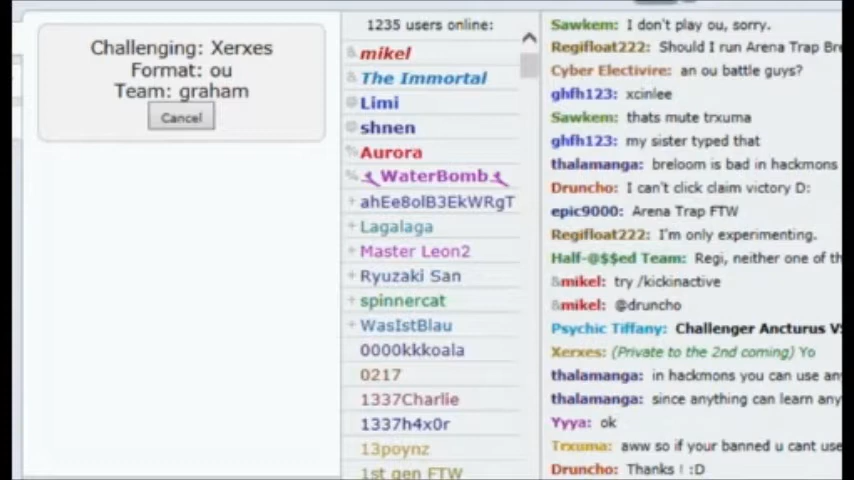 Challenging: Xerxes
Format: ou
Team: graham
Cancel
1235 users online:
&mikel
&The Immortal
@Limi
@shnen
%Aurora
%WaterBomb
+ahEe8olB3EkWRgT
+Lagalaga
+Master Leon2
+Ryuzaki San
+spinnercat
+WasIstBlau
0000kkkoala
0217
1337Charlie
1337h4x0r
13poynz
1st gen FTW
Sawkem: I don't play ou, sorry.
Regifloat222: Should I run Arena Trap Bre
Cyber Electivire: an ou battle guys?
ghfh123: xcinlee
Sawkem: thats mute trxuma
ghfh123: my sister typed that
thalamanga: breloom is bad in hackmons
Druncho: I can't click claim victory D:
epic9000: Arena Trap FTW
Regifloat222: I'm only experimenting.
Half-@$$ed Team: Regi, neither one of th
&mikel: try /kickinactive
&mikel: @druncho
Psychic Tiffany: Challenger Ancturus VS
Xerxes: (Private to the 2nd coming) Yo
thalamanga: in hackmons you can use any
thalamanga: since anything can learn any
Yyya: ok
Trxuma: aww so if your banned u cant use
Druncho: Thanks ! :D